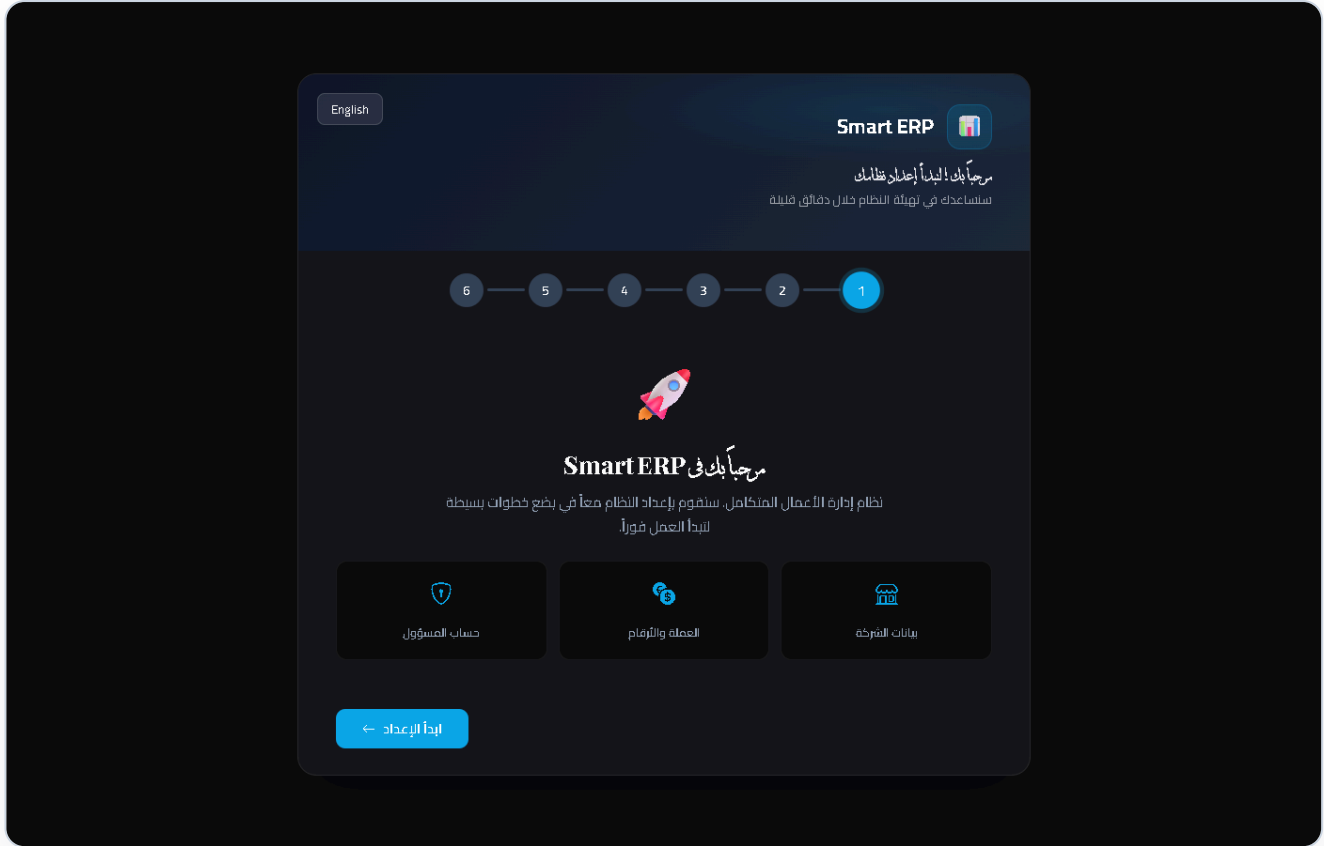 English
Smart ERP
مرحباً بك! لنبدأ إعداد نظامك
سنساعدك في تهيئة النظام خلال دقائق قليلة
1
2
3
4
5
6
مرحباً بك في Smart ERP
نظام إدارة الأعمال المتكامل. سنقوم بإعداد النظام معاً في بضع خطوات بسيطة
لتبدأ العمل فوراً.
بيانات الشركة
العملة والأرقام
حساب المسؤول
ابدأ الإعداد ←